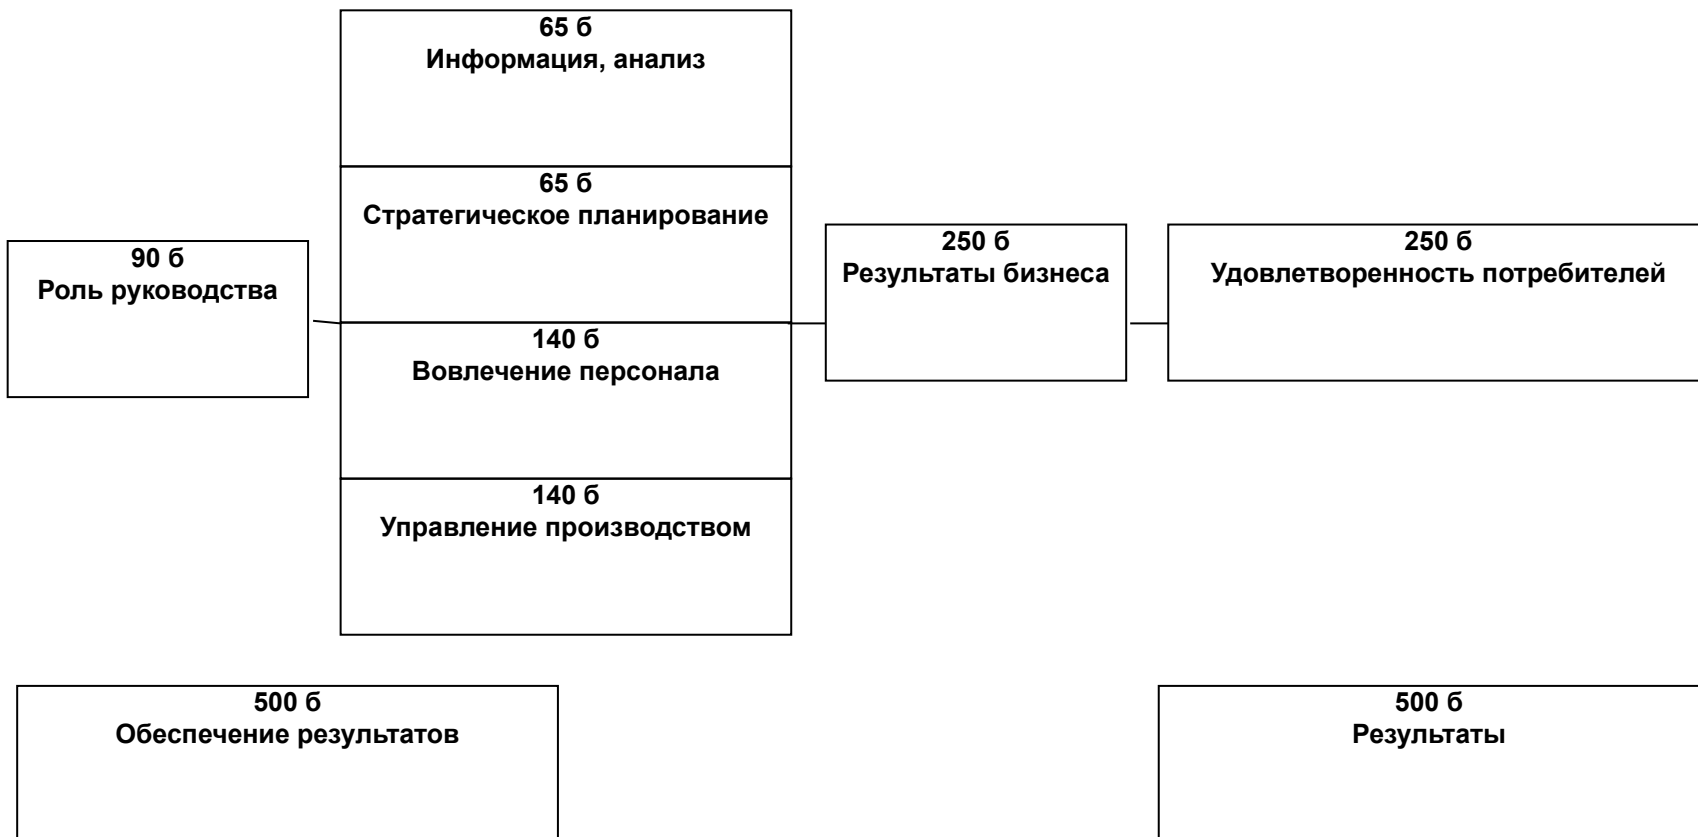 65 б
Информация, анализ
65 б
Стратегическое планирование
90 б
Роль руководства
250 б
Результаты бизнеса
250 б
Удовлетворенность потребителей
140 б
Вовлечение персонала
140 б
Управление производством
500 б
Обеспечение результатов
500 б
Результаты